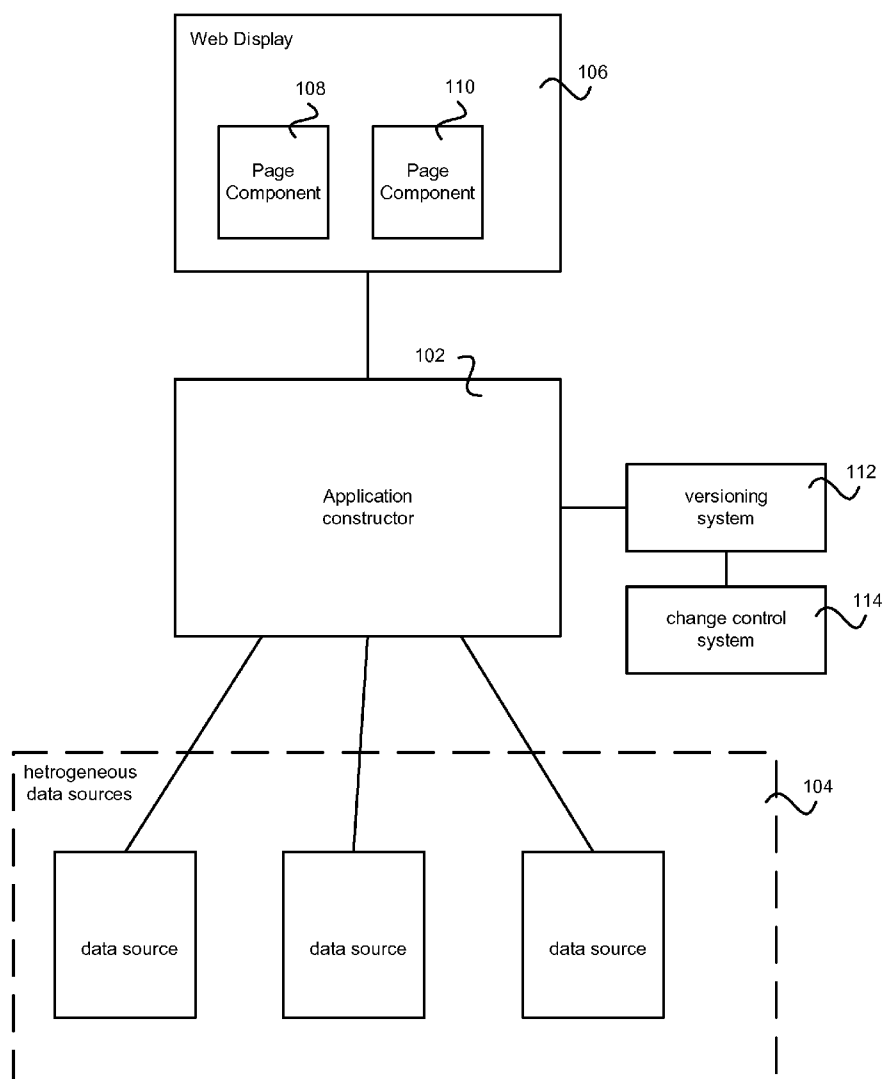 Web Display
106
108
110
Page
Component
Page
Component
102
Application
constructor
112
versioning
system
114
change control
system
hetrogeneous
data sources
104
data source
data source
data source